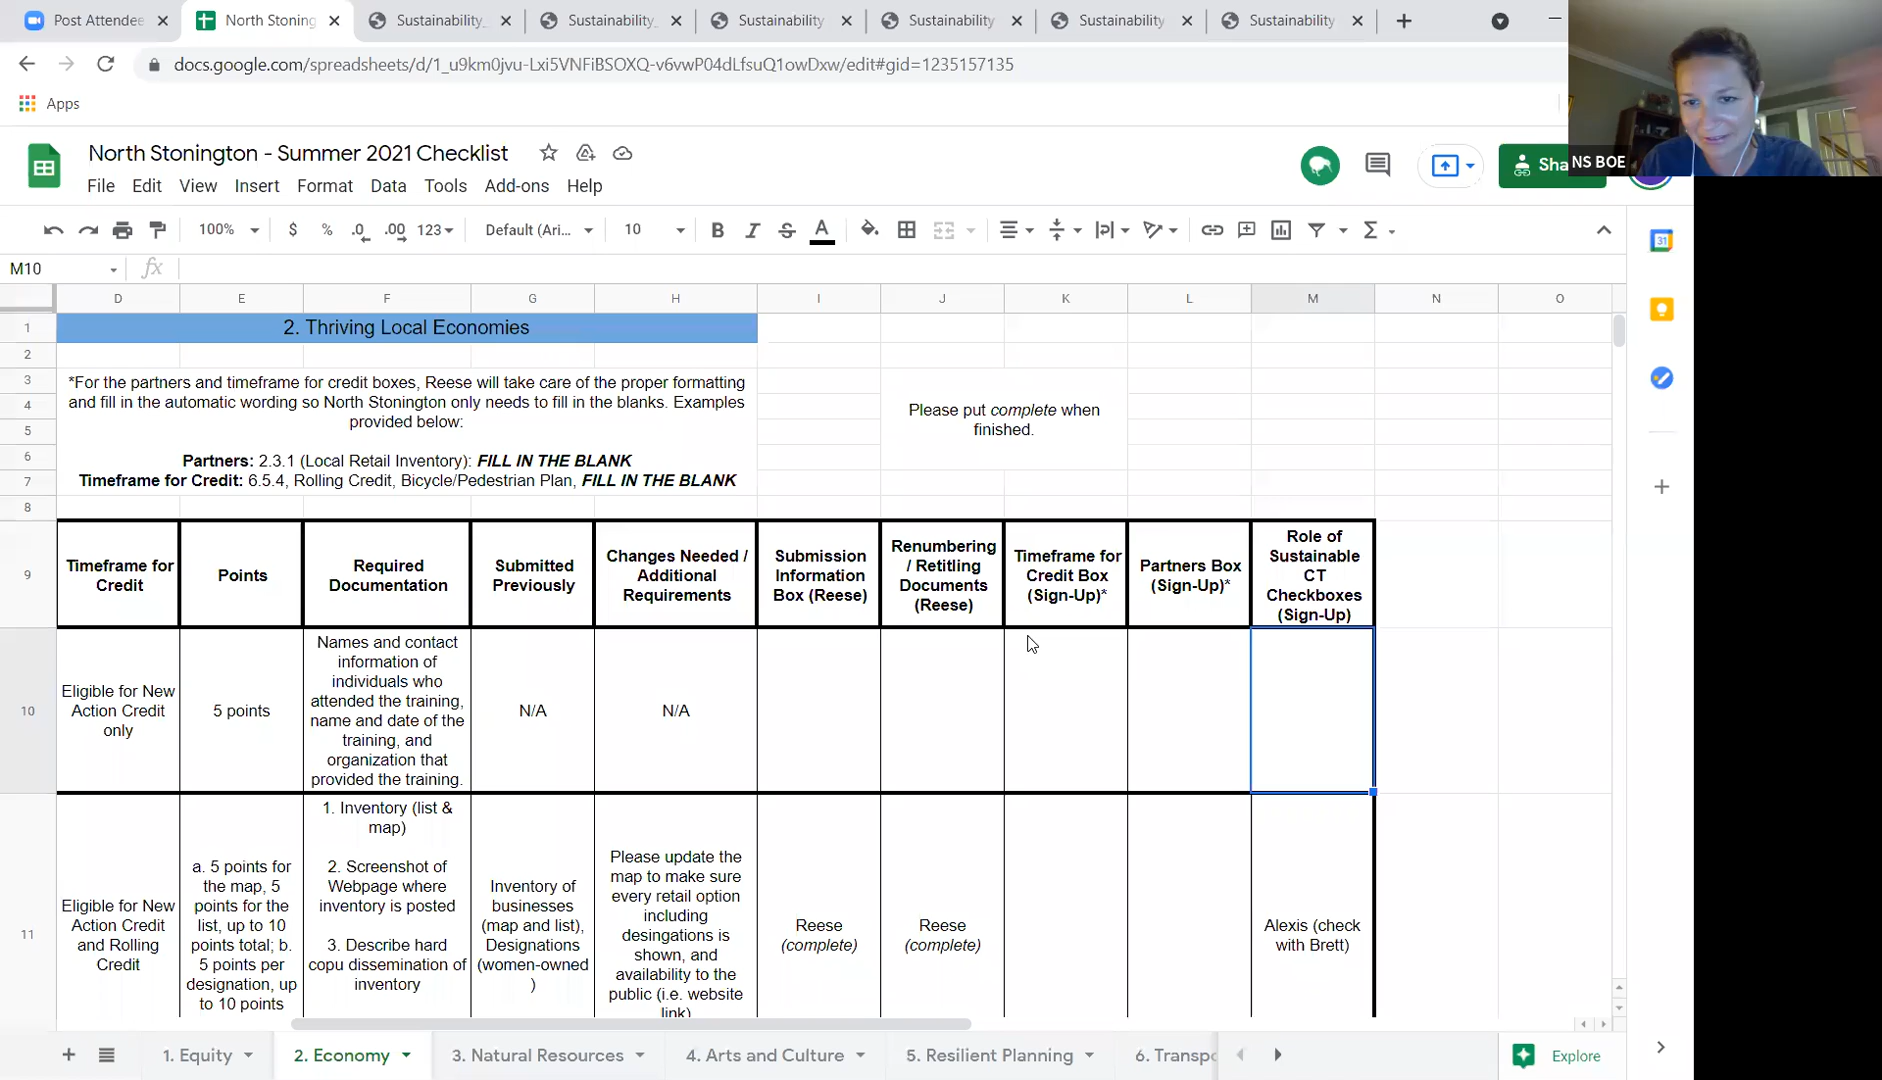 Post Attendee
North Stoning
Sustainability_
Sustainability_
Sustainability
Sustainability
Sustainability
Sustainability
docs.google.com/spreadsheets/d/1_u9km0jvu-Lxi5VNFiBSOXQ-v6vwP04dLfsuQ1owDxw/edit#gid=1235157135
Apps
NS BOE
North Stonington - Summer 2021 Checklist
File Edit View Insert Format Data Tools Add-ons Help
Sha
100% $ % .0 .00 123 Default (Ari... 10 B I S A
M10 fx
D E F G H I J K L M N O
1 2. Thriving Local Economies
2
3
4
5
6
7
8
*For the partners and timeframe for credit boxes, Reese will take care of the proper formatting
and fill in the automatic wording so North Stonington only needs to fill in the blanks. Examples
provided below:
Partners: 2.3.1 (Local Retail Inventory): FILL IN THE BLANK
Timeframe for Credit: 6.5.4, Rolling Credit, Bicycle/Pedestrian Plan, FILL IN THE BLANK
Please put complete when
finished.
9
Timeframe for
Credit
Points
Required
Documentation
Submitted
Previously
Changes Needed /
Additional
Requirements
Submission
Information
Box (Reese)
Renumbering
/ Retitling
Documents
(Reese)
Timeframe for
Credit Box
(Sign-Up)*
Partners Box
(Sign-Up)*
Role of
Sustainable
CT
Checkboxes
(Sign-Up)
10
Eligible for New
Action Credit
only
5 points
Names and contact
information of
individuals who
attended the training,
name and date of the
training, and
organization that
provided the training.
N/A
N/A
11
Eligible for New
Action Credit
and Rolling
Credit
a. 5 points for
the map, 5
points for the
list, up to 10
points total; b.
5 points per
designation, up
to 10 points
1. Inventory (list &
map)
2. Screenshot of
Webpage where
inventory is posted
3. Describe hard
copu dissemination of
inventory
Inventory of
businesses
(map and list),
Designations
(women-owned
)
Please update the
map to make sure
every retail option
including
desingations is
shown, and
availability to the
public (i.e. website
link)
Reese
(complete)
Reese
(complete)
Alexis (check
with Brett)
1. Equity
2. Economy
3. Natural Resources
4. Arts and Culture
5. Resilient Planning
6. Transpo
Explore
31